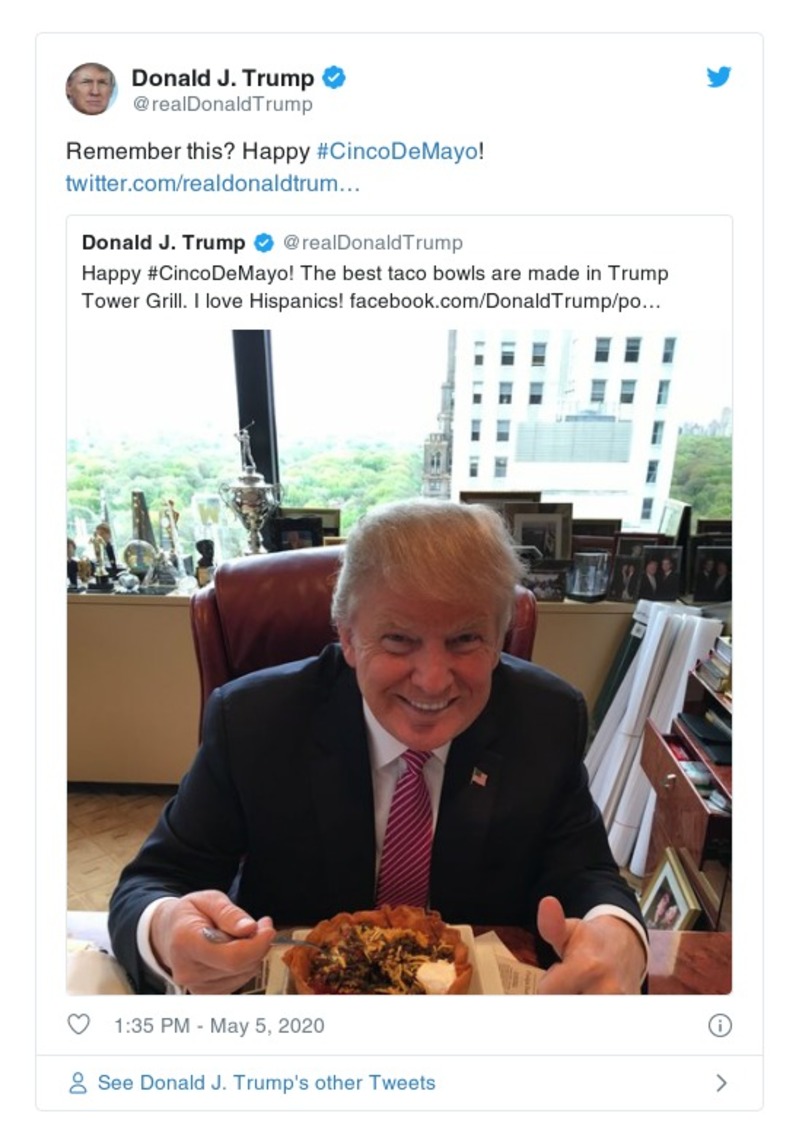 Donald J. Trump
@realDonaldTrump
Remember this? Happy #CincoDeMayo!
twitter.com/realdonaldtrum…
Donald J. Trump @realDonaldTrump
Happy #CincoDeMayo! The best taco bowls are made in Trump
Tower Grill. I love Hispanics! facebook.com/DonaldTrump/po…
1:35 PM - May 5, 2020
See Donald J. Trump's other Tweets